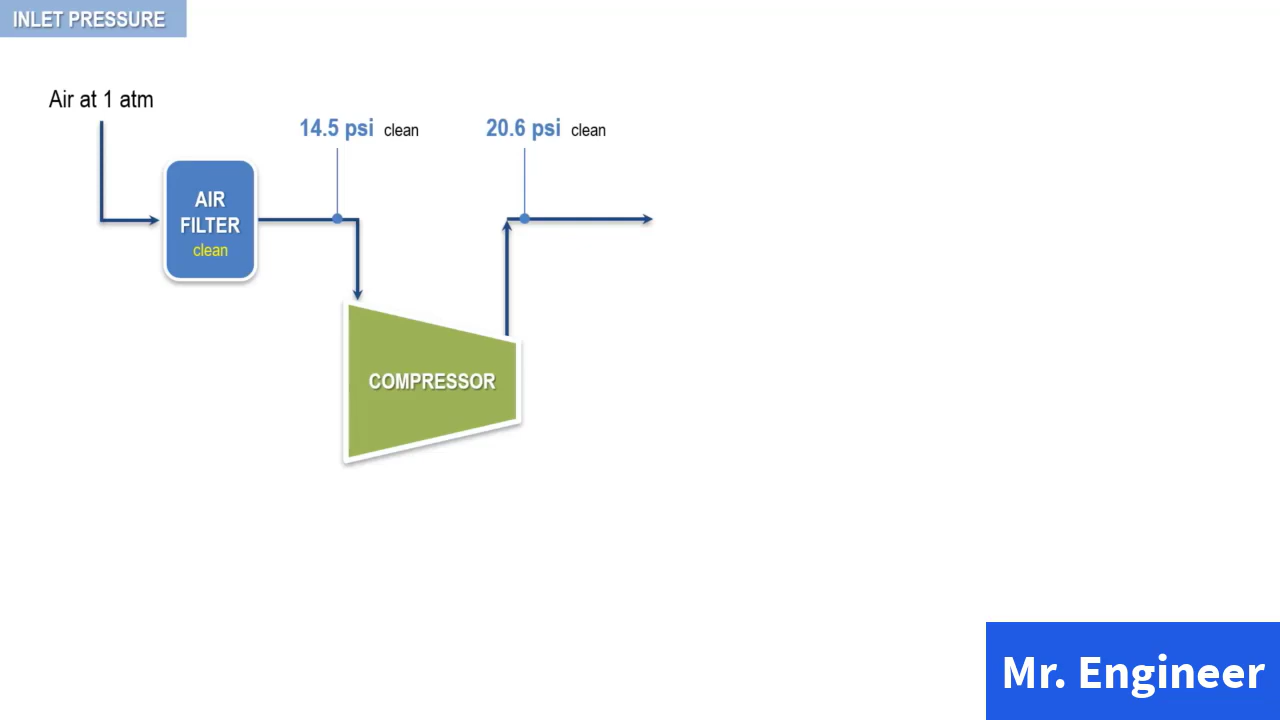 INLET PRESSURE
Air at 1 atm
14.5 psi clean
20.6 psi clean
AIR
FILTER
clean
COMPRESSOR
Mr. Engineer